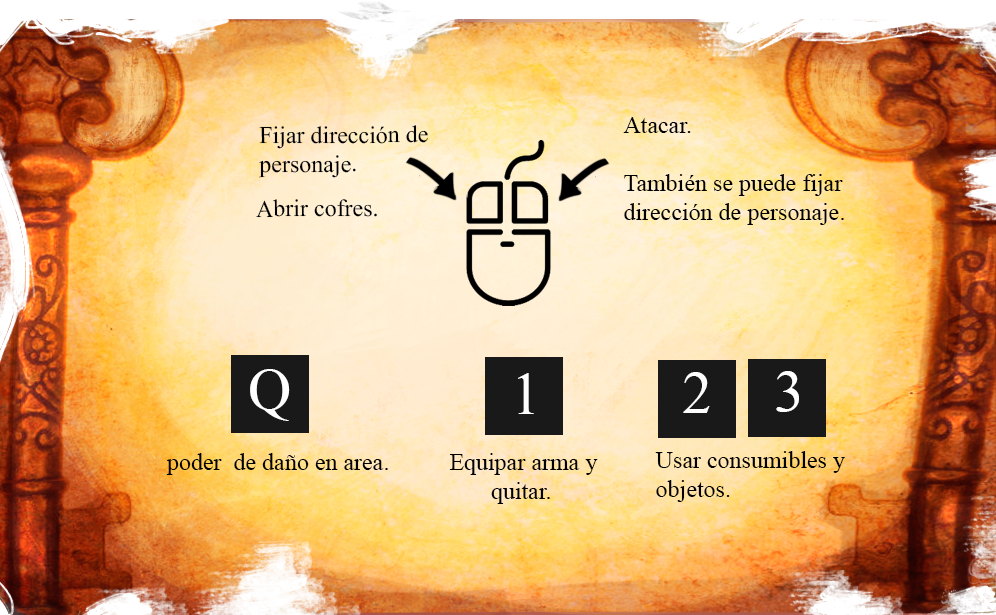 Fijar dirección de
personaje.
Abrir cofres.
Atacar.
También se puede fijar
dirección de personaje.
Q
poder de daño en area.
1
Equipar arma y
quitar.
2 3
Usar consumibles y
objetos.